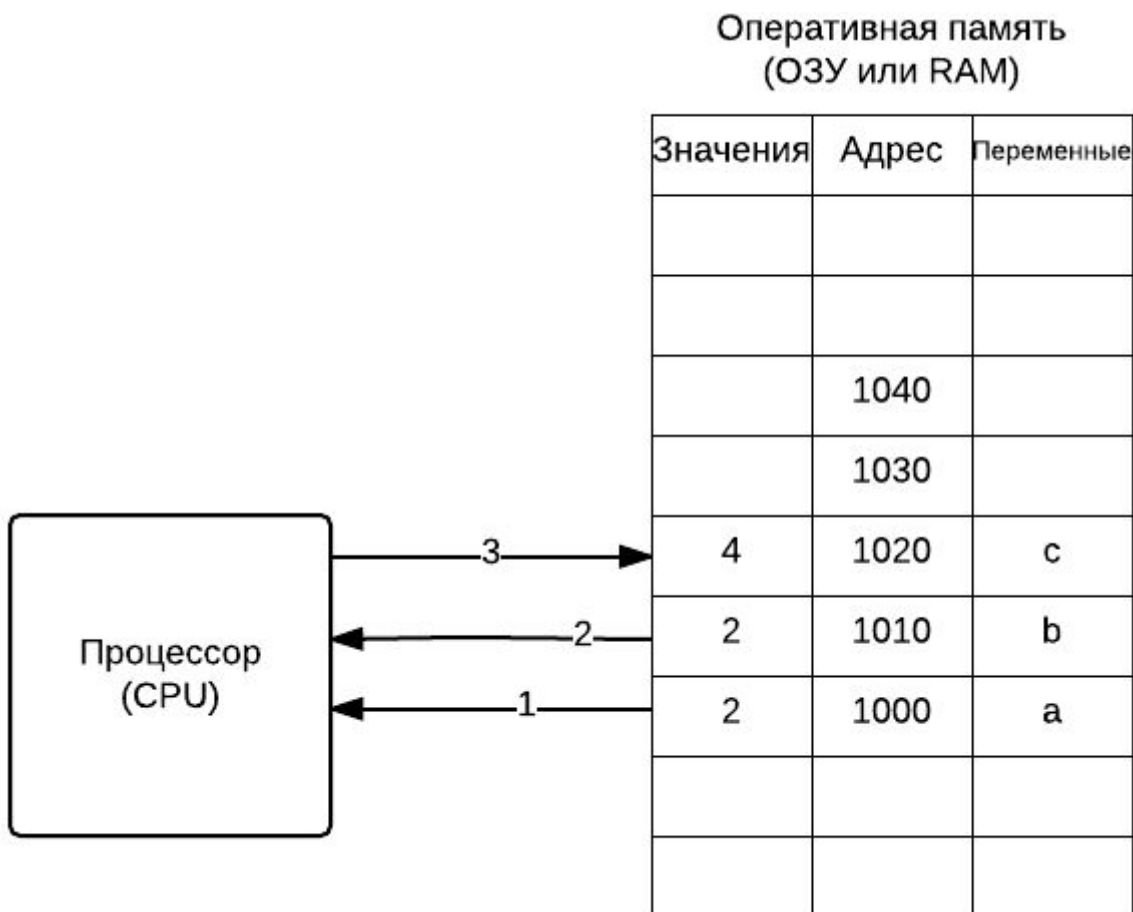 Оперативная память
(ОЗУ или RAM)
Значения Адрес Переменные
1040
1030
3 4 1020 c
2 2 1010 b
Процессор
(CPU)
1 2 1000 a